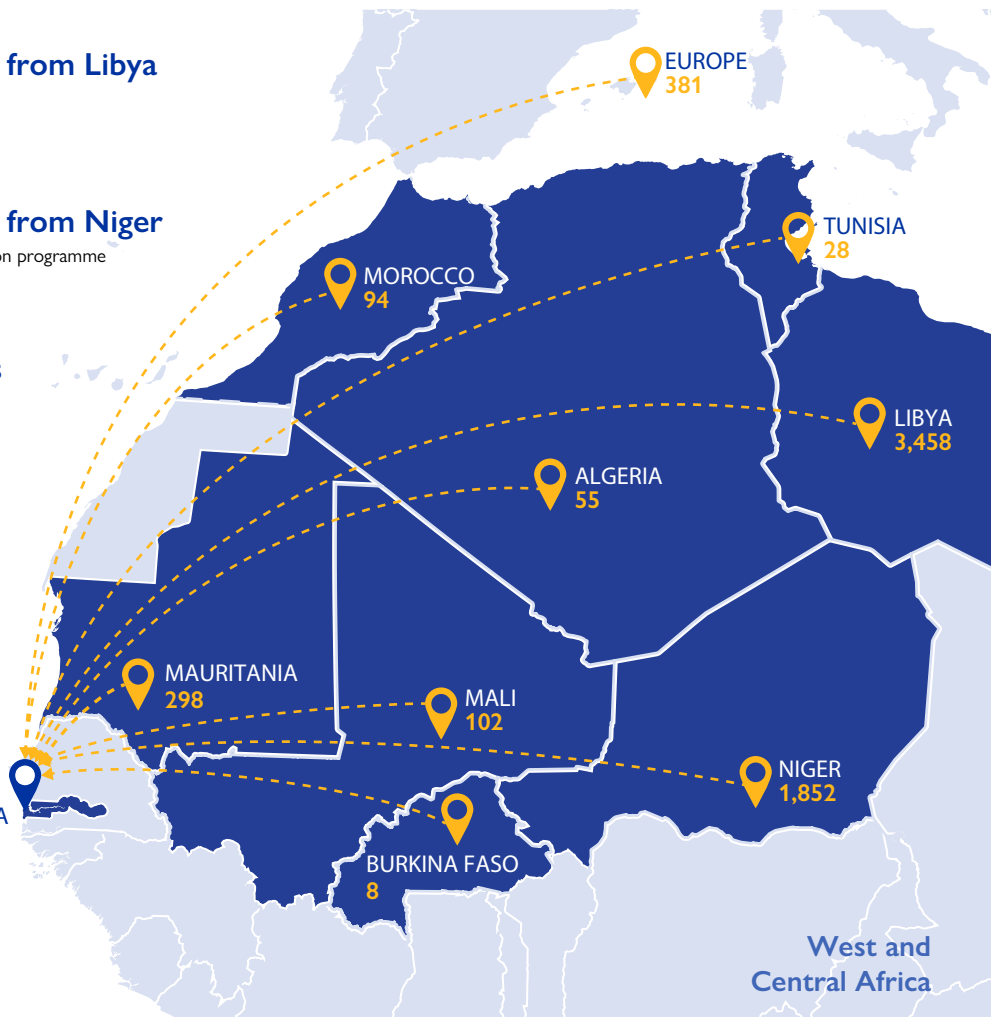 from Libya
EUROPE
381
from Niger
on programme
TUNISIA
28
MOROCCO
94
LIBYA
3,458
ALGERIA
55
MAURITANIA
298
MALI
102
NIGER
1,852
A
BURKINA FASO
8
West and
Central Africa